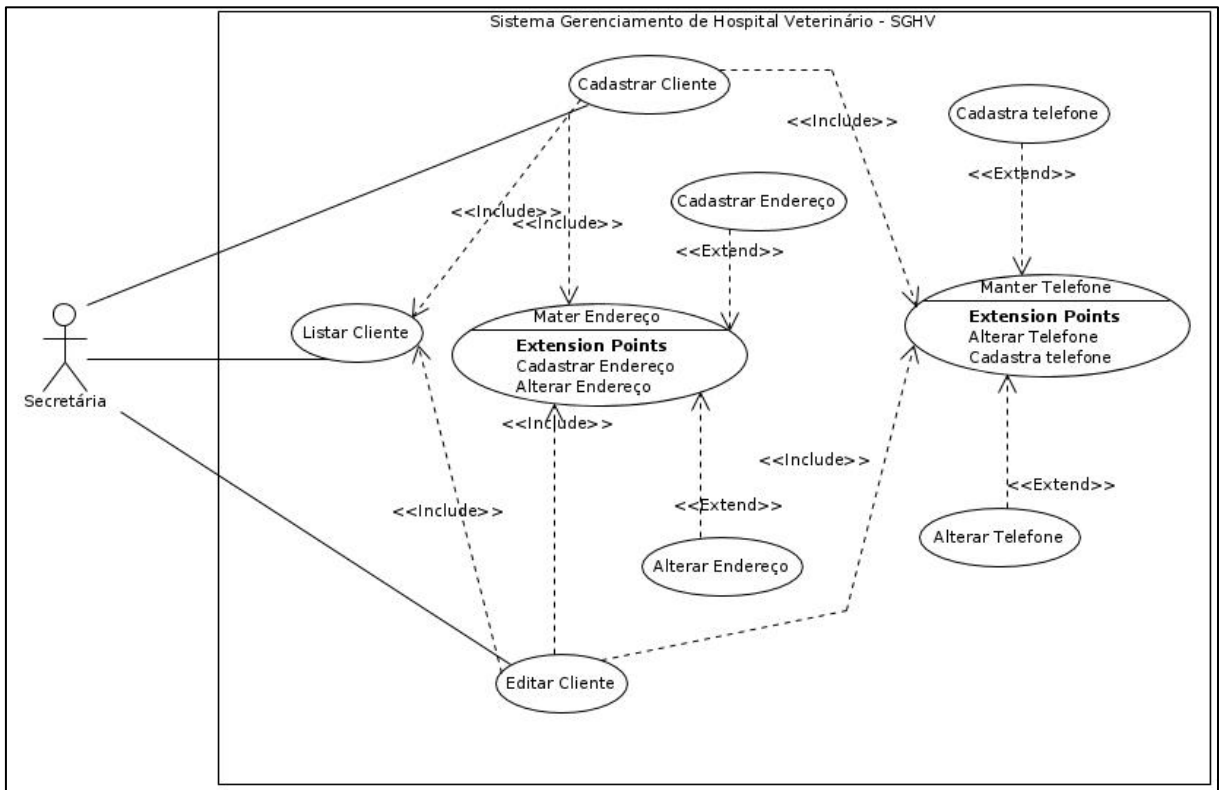 Sistema Gerenciamento de Hospital Veterinário - SGHV
Cadastrar Cliente
Cadastra telefone
<<Include>>
<<Extend>>
Cadastrar Endereço
<<Include>>
<<Include>>
<<Extend>>
Manter Telefone
Extension Points
Alterar Telefone
Cadastra telefone
Listar Cliente
Mater Endereço
Extension Points
Cadastrar Endereço
Alterar Endereço
Secretária
<<Include>>
<<Include>>
<<Extend>>
<<Include>>
<<Extend>>
Alterar Telefone
Alterar Endereço
Editar Cliente